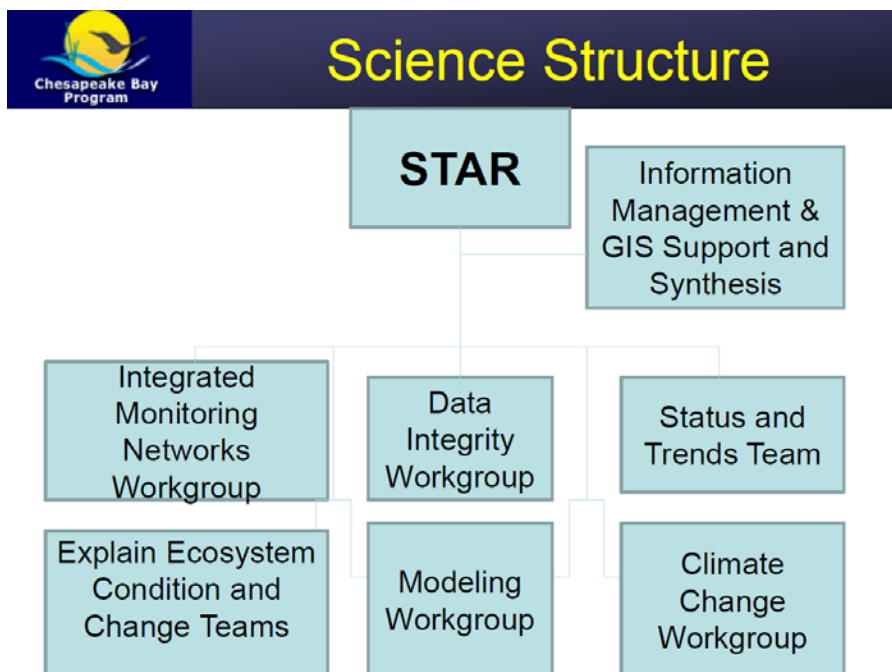 Chesapeake Bay
Program
Science Structure
STAR
Information
Management &
GIS Support and
Synthesis
Integrated
Monitoring
Networks
Workgroup
Data
Integrity
Workgroup
Status and
Trends Team
Explain Ecosystem
Condition and
Change Teams
Modeling
Workgroup
Climate
Change
Workgroup